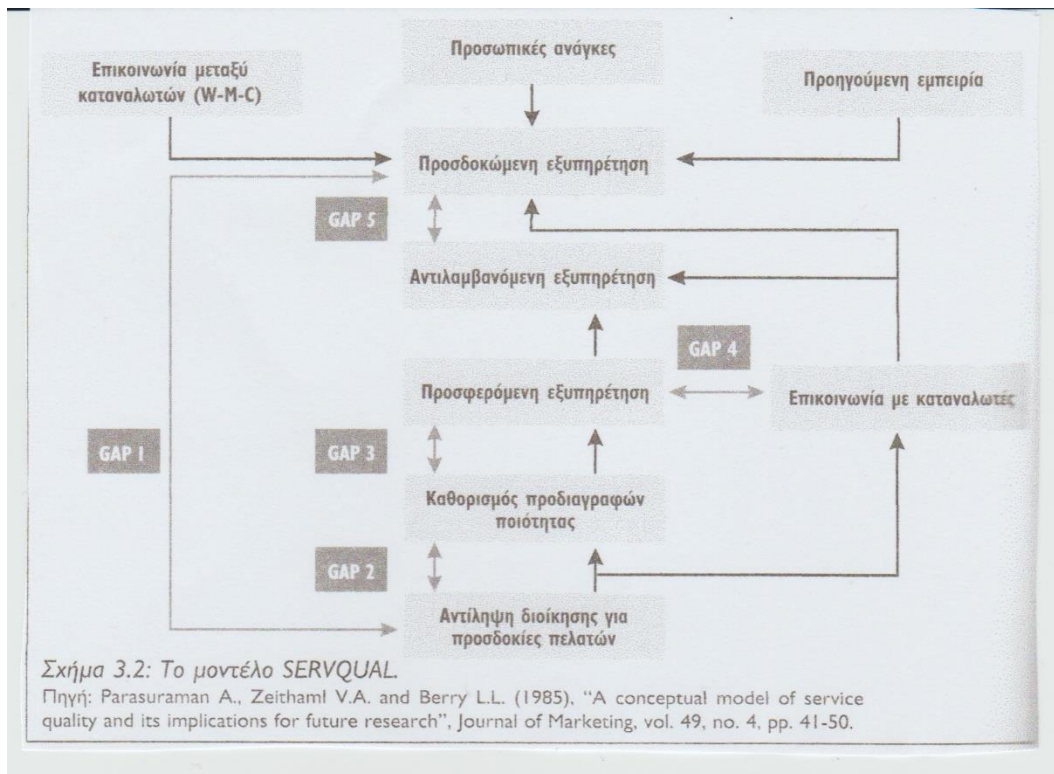 Προσωπικές ανάγκες
Επικοινωνία μεταξύ
καταναλωτών (W-M-C)
Προηγούμενη εμπειρία
Προσδοκώμενη εξυπηρέτηση
GAP 5
Αντιλαμβανόμενη εξυπηρέτηση
GAP 4
Προσφερόμενη εξυπηρέτηση
Επικοινωνία με καταναλωτές
GAP 1
GAP 3
Καθορισμός προδιαγραφών
ποιότητας
GAP 2
Αντίληψη διοίκησης για
προσδοκίες πελατών
Σχήμα 3.2: Το μοντέλο SERVQUAL.
Πηγή: Parasuraman A., Zeithaml V.A. and Berry L.L. (1985), “A conceptual model of service
quality and its implications for future research”, Journal of Marketing, vol. 49, no. 4, pp. 41-50.